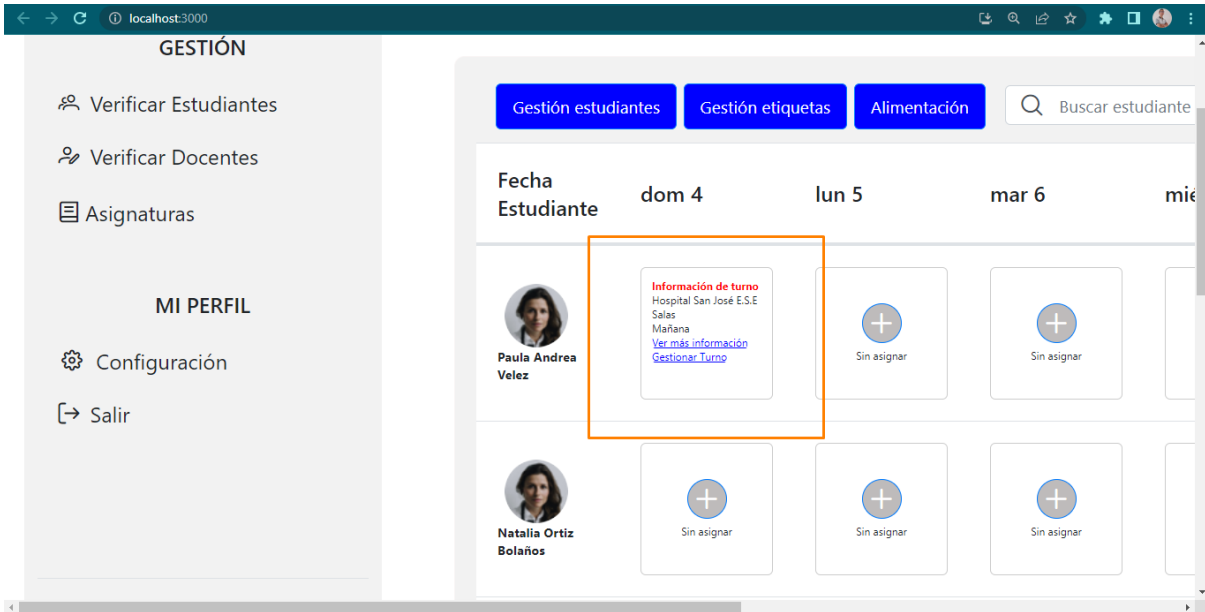 localhost:3000
GESTIÓN
Verificar Estudiantes
Verificar Docentes
Asignaturas
MI PERFIL
Configuración
Salir
Gestión estudiantes
Gestión etiquetas
Alimentación
Buscar estudiante
Fecha
Estudiante
dom 4
lun 5
mar 6
Paula Andrea
Velez
Información de turno
Hospital San José E.S.E
Salas
Mañana
Ver más información
Gestionar Turno
Sin asignar
Sin asignar
Natalia Ortiz
Bolaños
Sin asignar
Sin asignar
Sin asignar